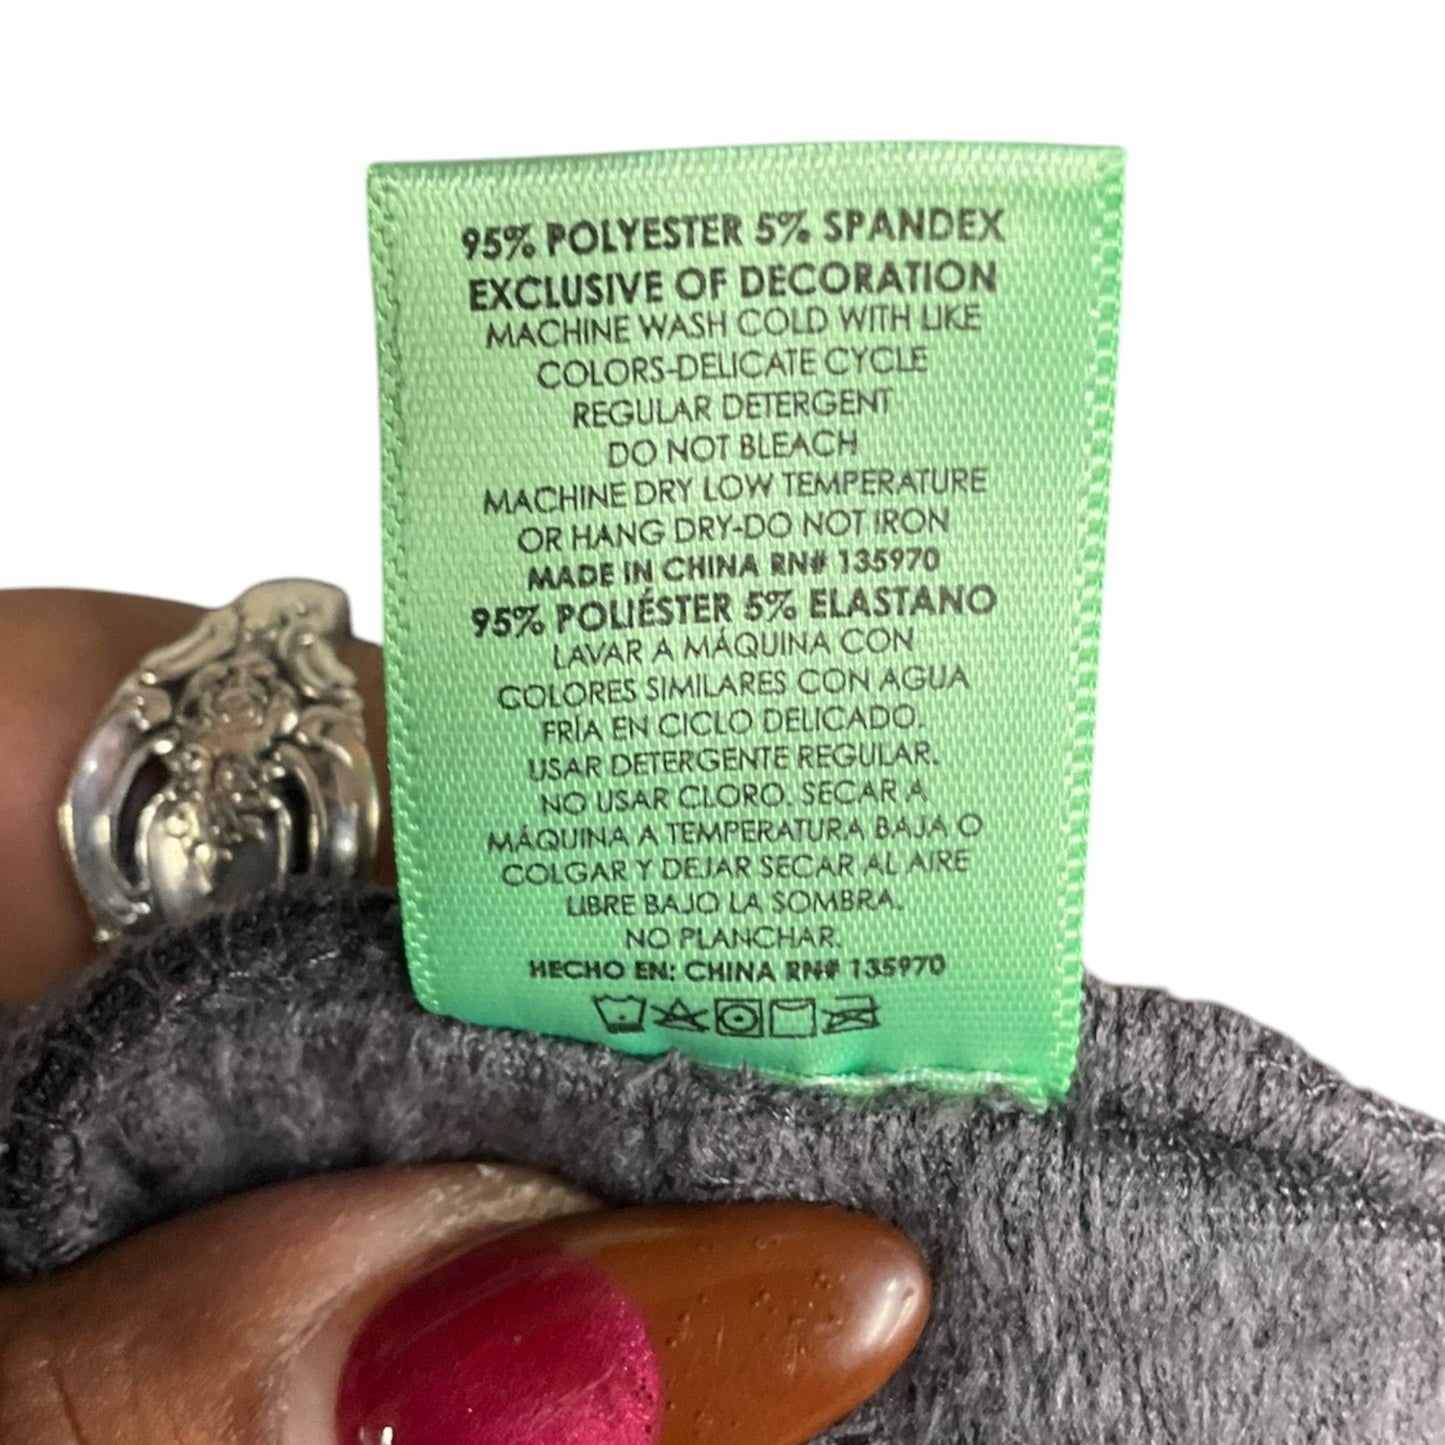 95% POLYESTER 5% SPANDEX
EXCLUSIVE OF DECORATION
MACHINE WASH COLD WITH LIKE
COLORS-DELICATE CYCLE
REGULAR DETERGENT
DO NOT BLEACH
MACHINE DRY LOW TEMPERATURE
OR HANG DRY-DO NOT IRON
MADE IN CHINA RN# 135970
95% POLIÉSTER 5% ELASTANO
LAVAR A MÁQUINA CON
COLORES SIMILARES CON AGUA
FRÍA EN CICLO DELICADO.
USAR DETERGENTE REGULAR.
NO USAR CLORO. SECAR A
MÁQUINA A TEMPERATURA BAJA O
COLGAR Y DEJAR SECAR AL AIRE
LIBRE BAJO LA SOMBRA.
NO PLANCHAR.
HECHO EN: CHINA RN# 135970